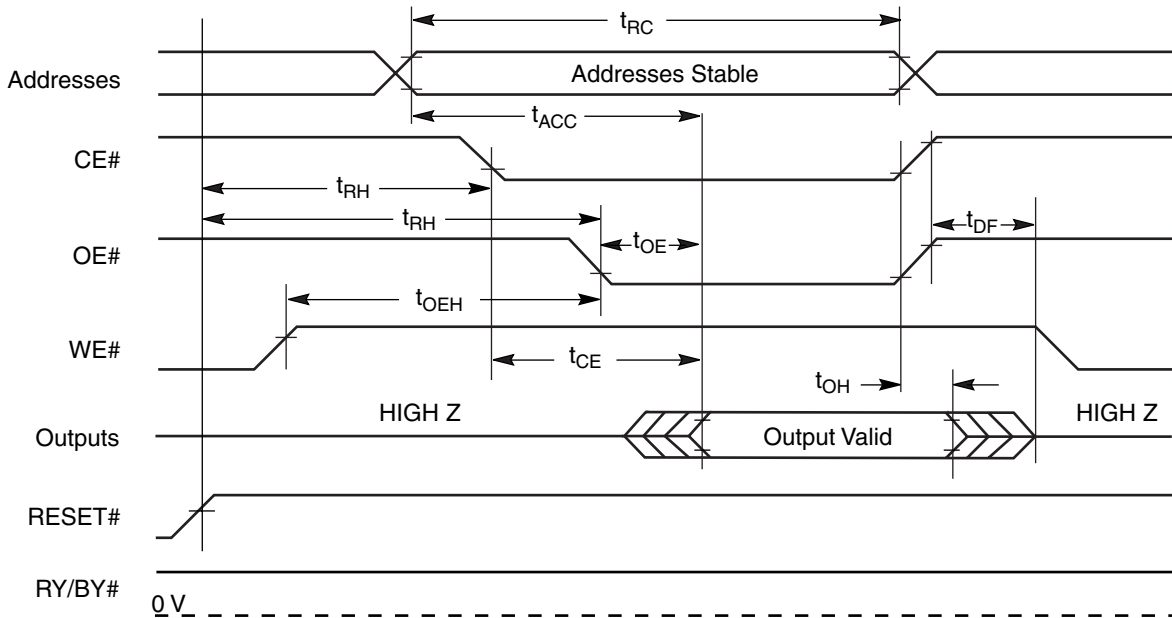 tRC
Addresses
Addresses Stable
tACC
CE#
tRH
tRH
tDF
OE#
tOE
tOEH
WE#
tCE
tOH
HIGH Z
HIGH Z
Outputs
Output Valid
RESET#
RY/BY#
0 V